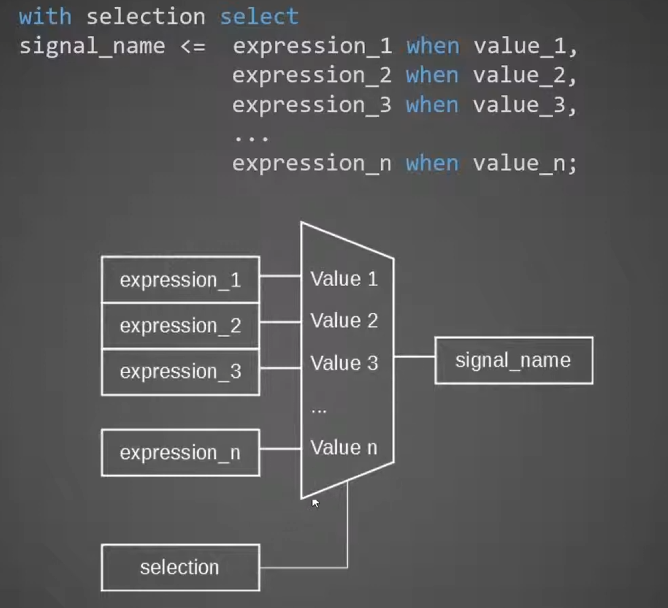 with selection select
signal_name <= expression_1 when value_1,
expression_2 when value_2,
expression_3 when value_3,
...
expression_n when value_n;
expression_1
expression_2
expression_3
expression_n
Value 1
Value 2
Value 3
...
Value n
signal_name
selection